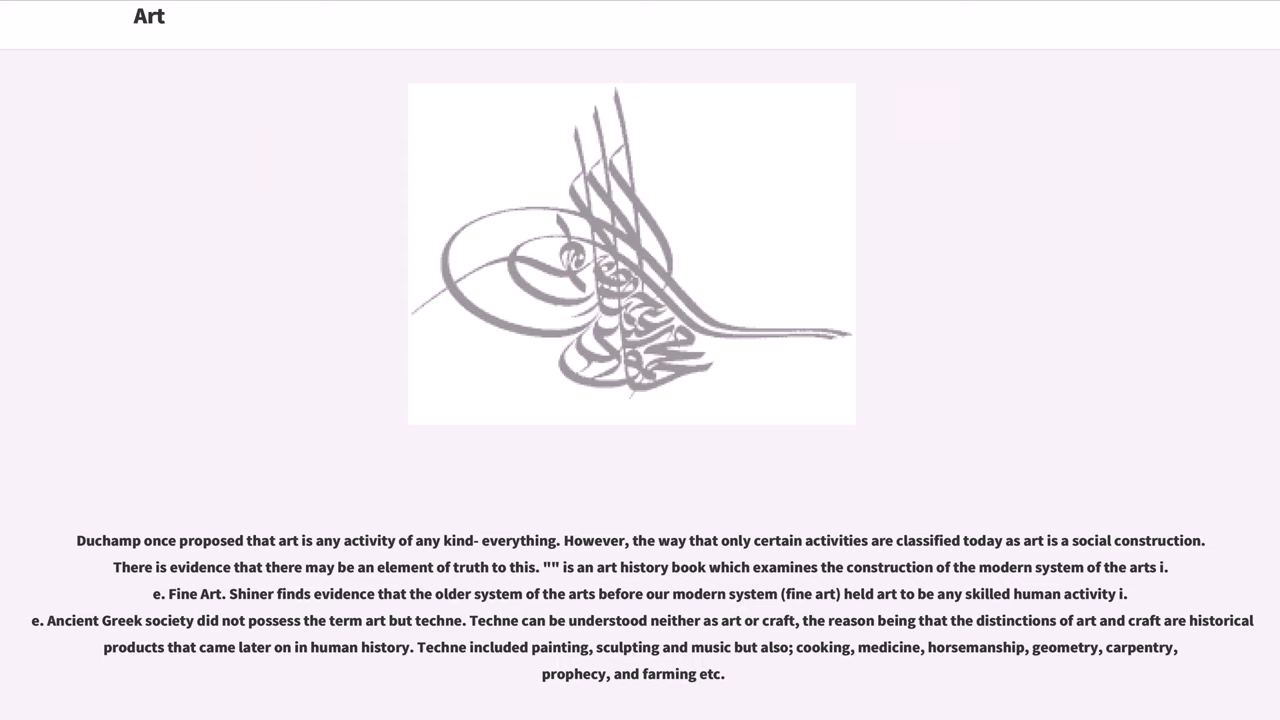 Art
Duchamp once proposed that art is any activity of any kind- everything. However, the way that only certain activities are classified today as art is a social construction.
There is evidence that there may be an element of truth to this. "" is an art history book which examines the construction of the modern system of the arts i.
e. Fine Art. Shiner finds evidence that the older system of the arts before our modern system (fine art) held art to be any skilled human activity i.
e. Ancient Greek society did not possess the term art but techne. Techne can be understood neither as art or craft, the reason being that the distinctions of art and craft are historical
products that came later on in human history. Techne included painting, sculpting and music but also; cooking, medicine, horsemanship, geometry, carpentry,
prophecy, and farming etc.